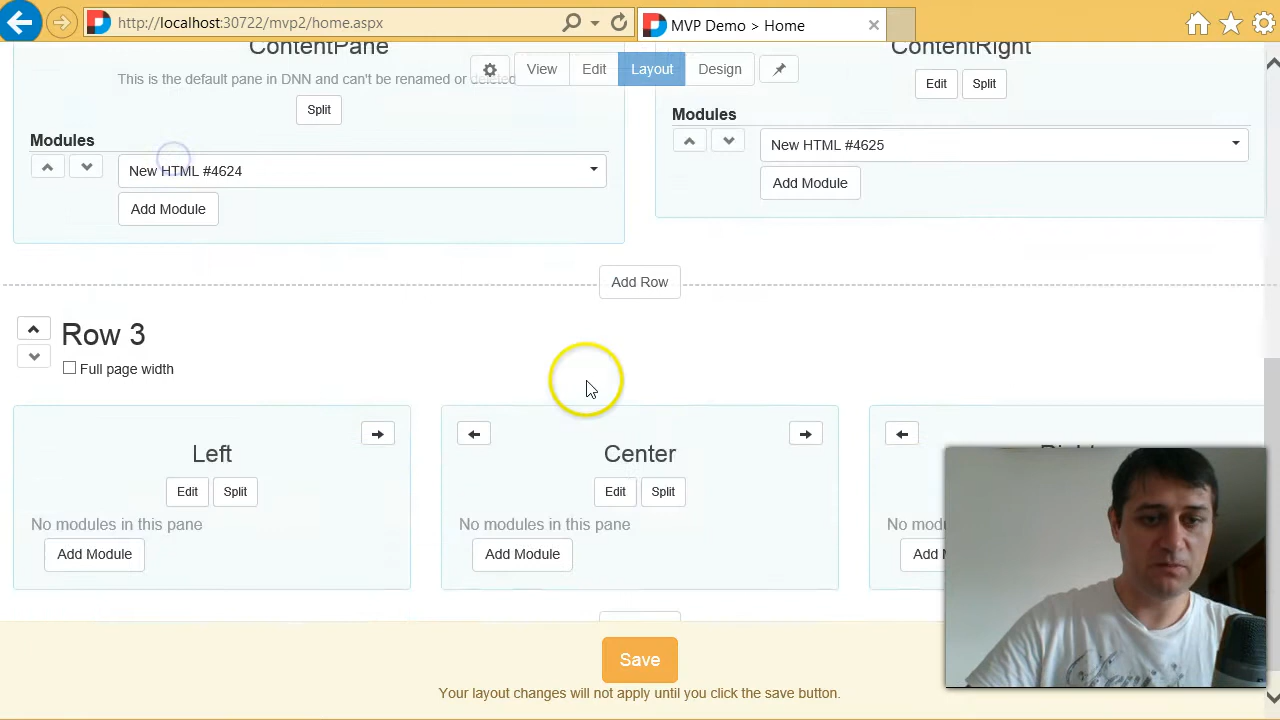 http://localhost:30722/mvp2/home.aspx
MVP Demo > Home
ContentPane
ContentRight
This is the default pane in DNN and can't be renamed or deleted
View
Edit
Layout
Design
Split
Edit
Split
Modules
Modules
New HTML #4624
New HTML #4625
Add Module
Add Module
Add Row
Row 3
Full page width
Left
Center
Edit
Split
Edit
Split
No modules in this pane
No modules in this pane
Add Module
Add Module
Save
Your layout changes will not apply until you click the save button.